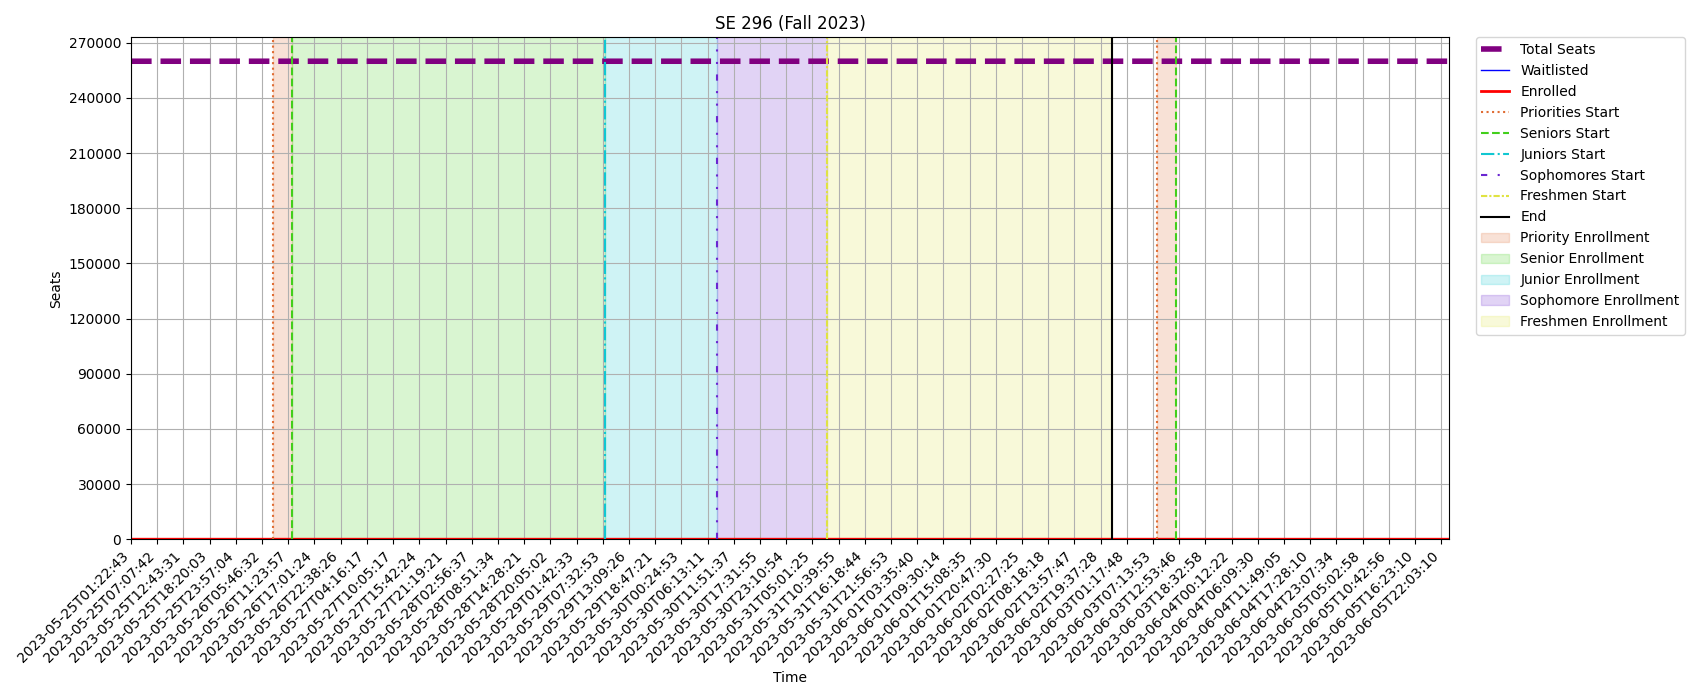 SE 296 (Fall 2023)
270000
240000
210000
180000
150000
120000
90000
60000
30000
0
Seats
Total Seats
Waitlisted
Enrolled
Priorities Start
Seniors Start
Juniors Start
Sophomores Start
Freshmen Start
End
Priority Enrollment
Senior Enrollment
Junior Enrollment
Sophomore Enrollment
Freshmen Enrollment
2023-05-25T01:22:43
2023-05-25T07:07:42
2023-05-25T12:43:31
2023-05-25T18:20:03
2023-05-25T23:57:04
2023-05-26T05:46:32
2023-05-26T11:23:57
2023-05-26T17:01:24
2023-05-26T22:38:26
2023-05-27T04:16:17
2023-05-27T10:05:17
2023-05-27T15:42:24
2023-05-27T21:19:21
2023-05-28T02:56:37
2023-05-28T08:51:34
2023-05-28T14:28:21
2023-05-28T20:05:02
2023-05-29T01:42:33
2023-05-29T07:32:53
2023-05-29T13:09:26
2023-05-29T18:47:21
2023-05-30T00:24:53
2023-05-30T06:13:11
2023-05-30T11:51:37
2023-05-30T17:31:55
2023-05-30T23:10:54
2023-05-31T05:01:25
2023-05-31T10:39:55
2023-05-31T16:18:44
2023-05-31T21:56:53
2023-06-01T03:35:40
2023-06-01T09:30:14
2023-06-01T15:08:35
2023-06-01T20:47:30
2023-06-02T02:27:25
2023-06-02T08:18:18
2023-06-02T13:57:47
2023-06-02T19:37:28
2023-06-03T01:17:48
2023-06-03T07:13:53
2023-06-03T12:53:46
2023-06-03T18:32:58
2023-06-04T00:12:22
2023-06-04T06:09:30
2023-06-04T11:49:05
2023-06-04T17:28:10
2023-06-04T23:07:34
2023-06-05T05:02:58
2023-06-05T10:42:56
2023-06-05T16:23:10
2023-06-05T22:03:10
Time